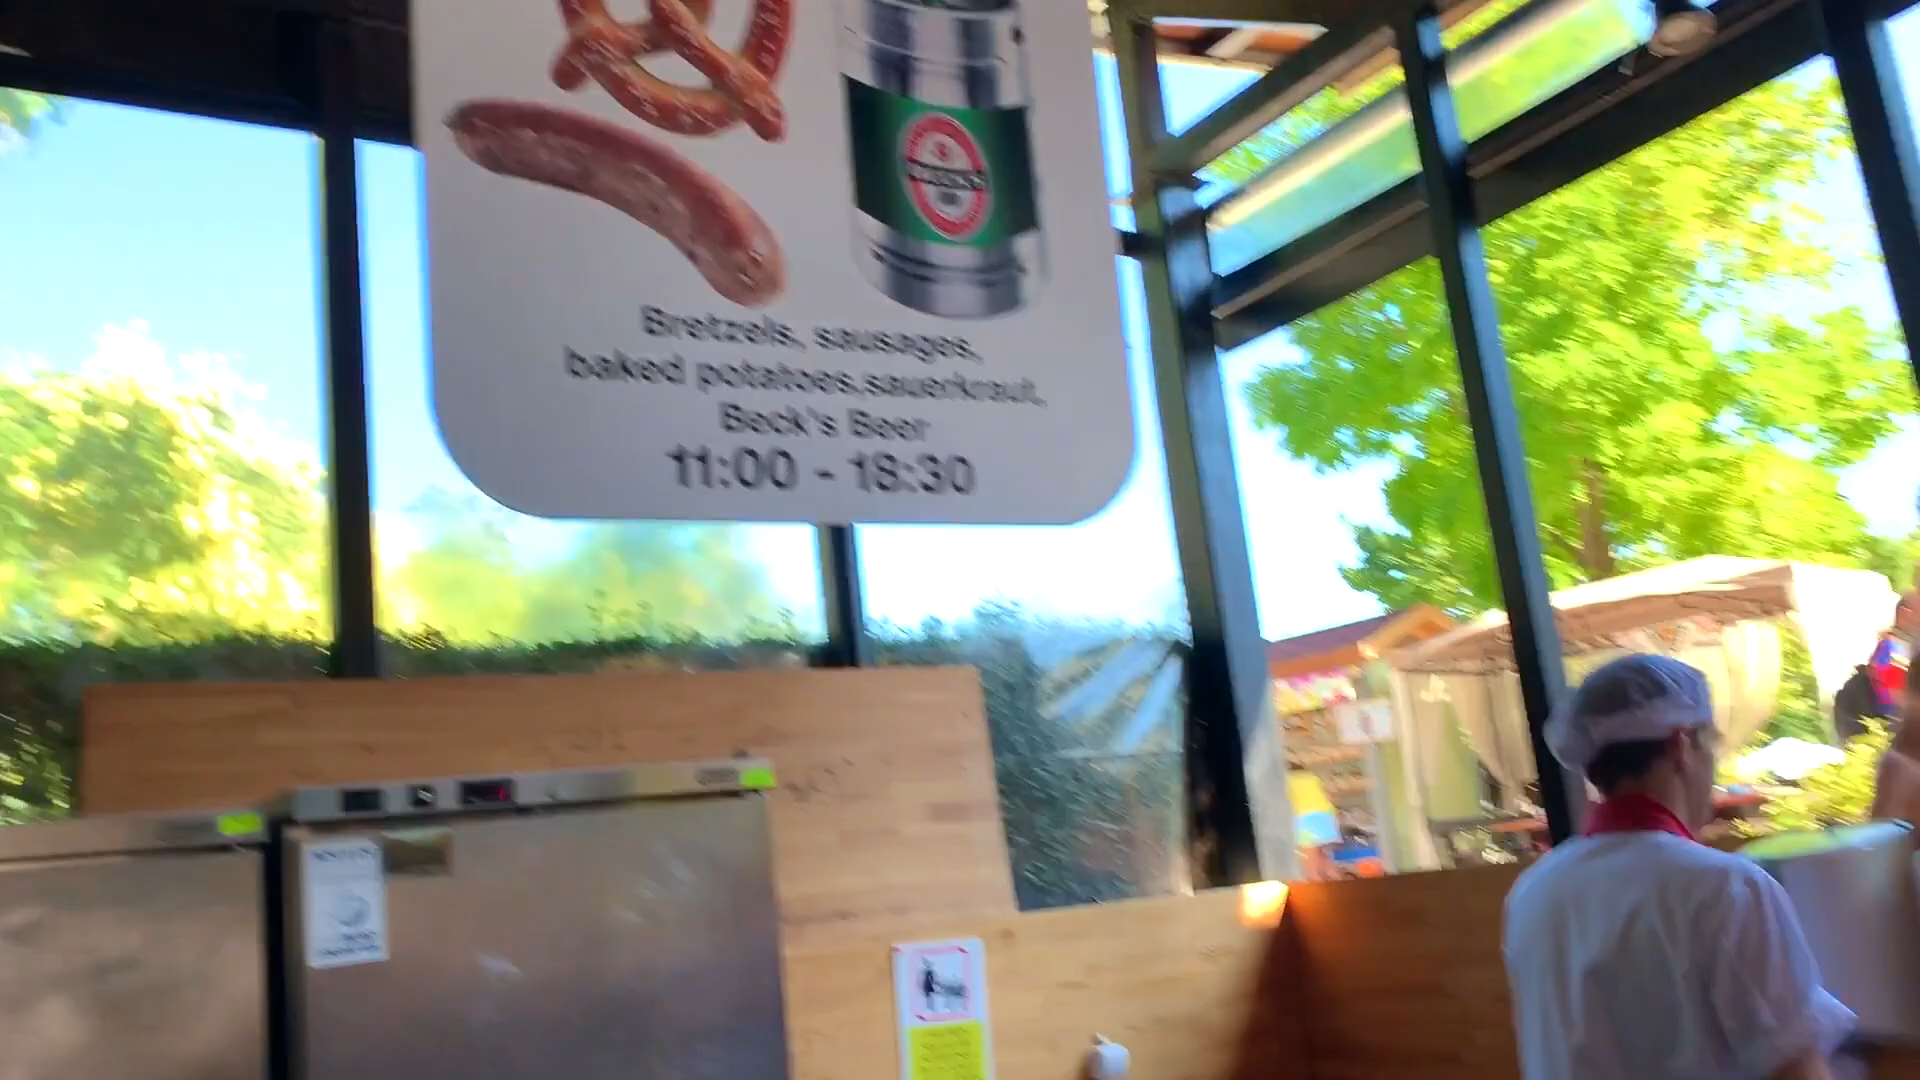 Bretzels, sausages,
baked potatoes,sauerkraut,
Beck's Beer
11:00 - 18:30